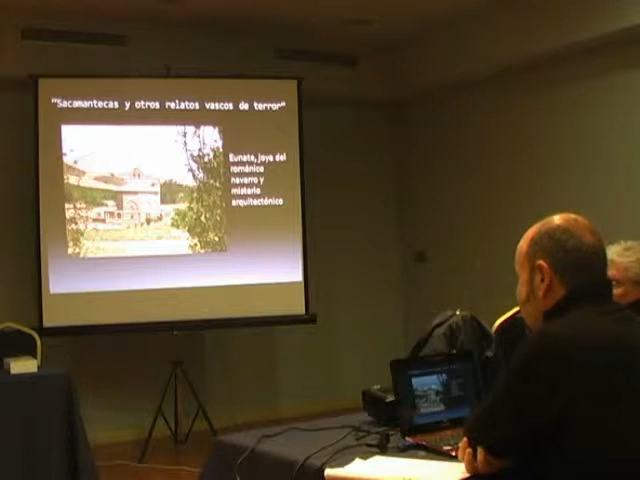 "Sacamantecas y otros relatos vascos de terror"
Eunate, joya del
románico
navarro y
misterio
arquitectónico